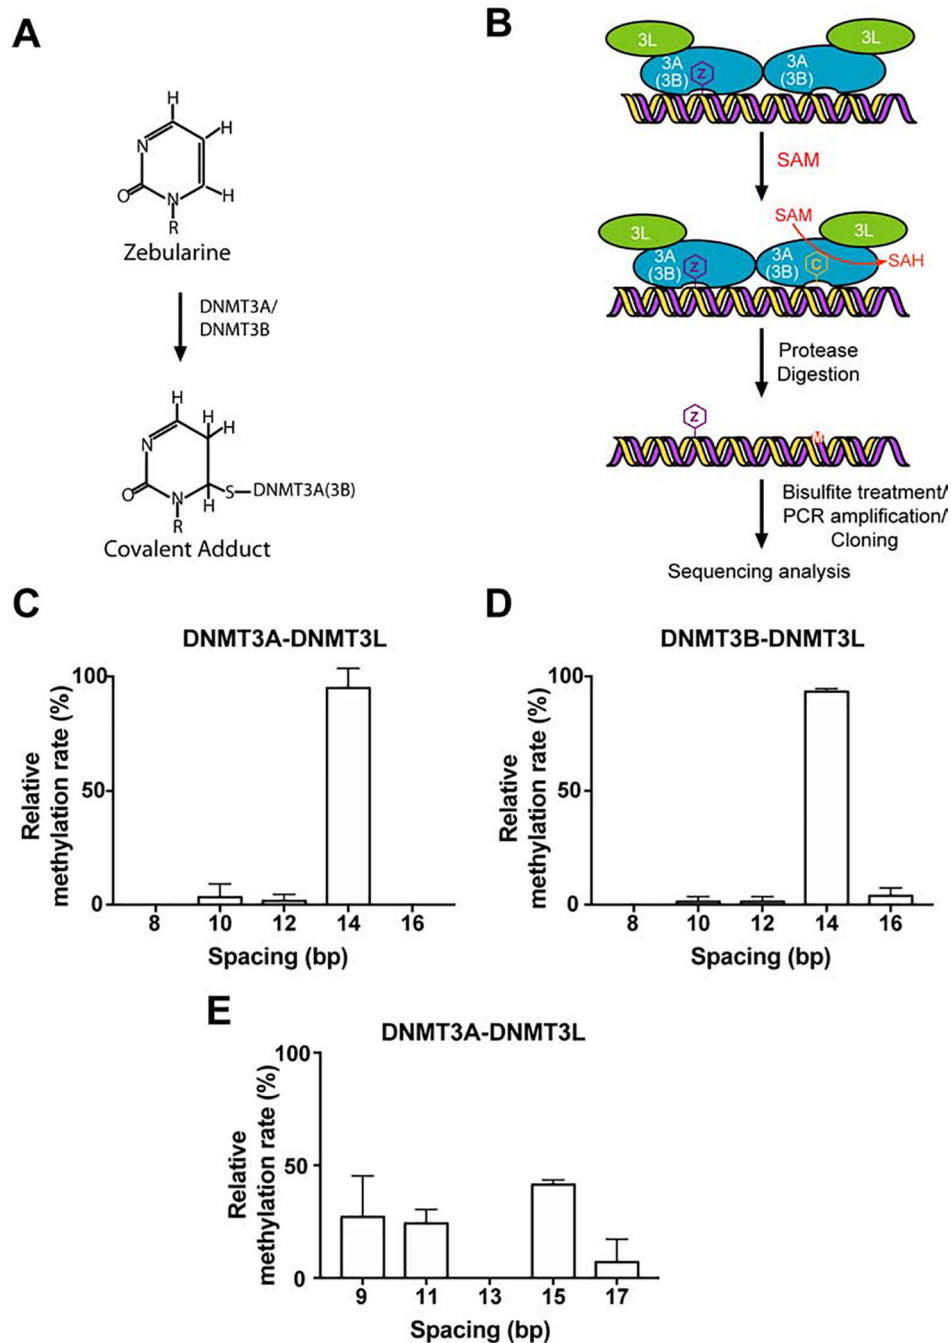 A
H
H
N
O
N
H
R
Zebularine
DNMT3A/
DNMT3B
H
H
N
H
O
N
S—DNMT3A(3B)
H
R
Covalent Adduct
B
3L
3L
3A
(3B)
Z
3A
(3B)
SAM
3L
SAM
3L
3A
(3B)
Z
3A
(3B)
C
SAH
Protease
Digestion
Z
M
Bisulfite treatment/
PCR amplification/
Cloning
Sequencing analysis
C
DNMT3A-DNMT3L
Relative
methylation rate (%)
100
50
0
8 10 12 14 16
Spacing (bp)
D
DNMT3B-DNMT3L
Relative
methylation rate (%)
100
50
0
8 10 12 14 16
Spacing (bp)
E
DNMT3A-DNMT3L
Relative
methylation rate (%)
100
50
0
9 11 13 15 17
Spacing (bp)